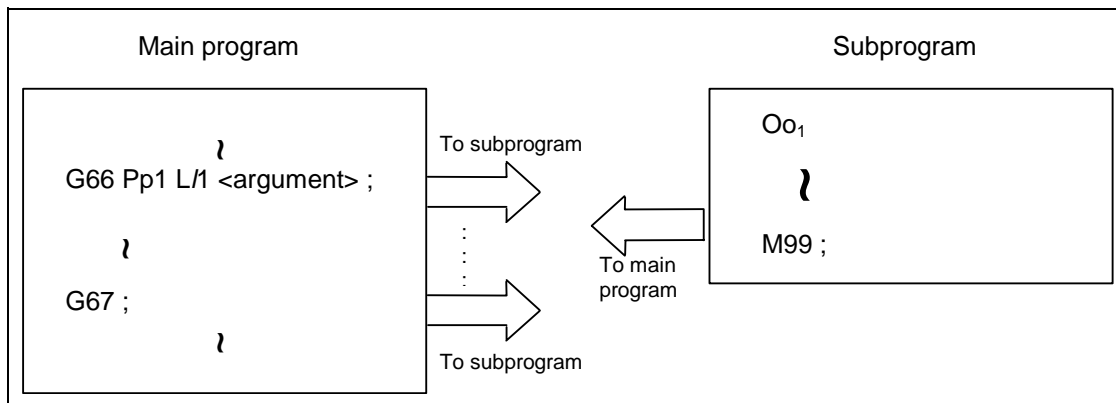 Main program
Subprogram
~
G66 Pp1 Ll1 <argument> ;
~
G67 ;
~
To subprogram
:
:
:
To subprogram
To main
program
Oo₁
~
M99 ;